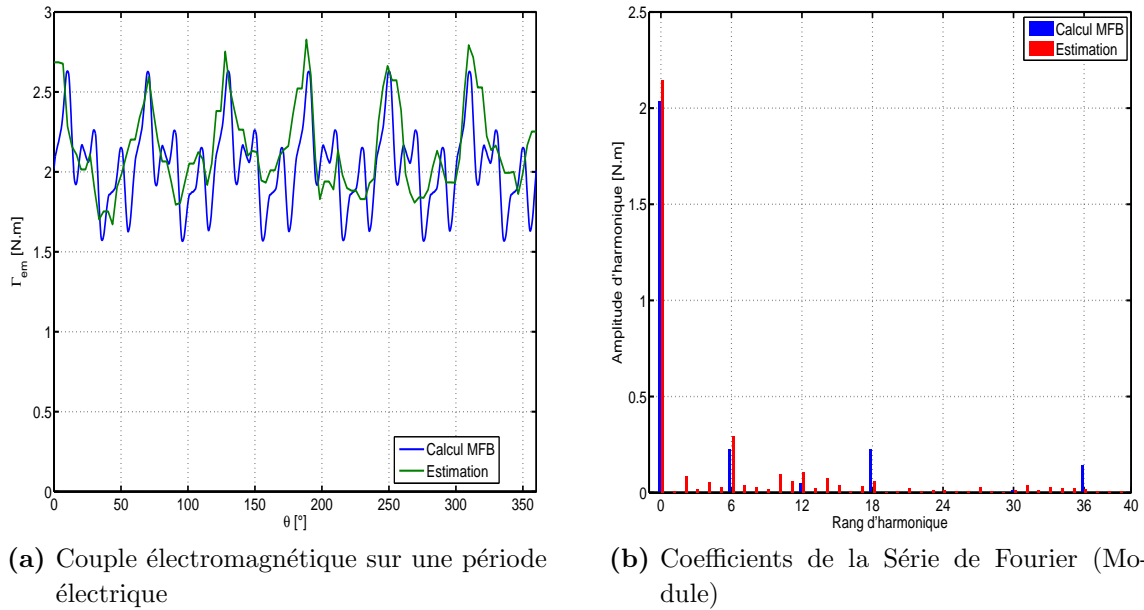 3
2.5
2
1.5
1
0.5
0
Γem [N.m]
0 50 100 150 200 250 300 350
θ [°]
Calcul MFB
Estimation
(a) Couple électromagnétique sur une période
électrique
2.5
2
1.5
1
0.5
0
Amplitude d'harmonique [N.m]
0 6 12 18 24 30 36 40
Rang d'harmonique
Calcul MFB
Estimation
(b) Coefficients de la Série de Fourier (Mo-
dule)